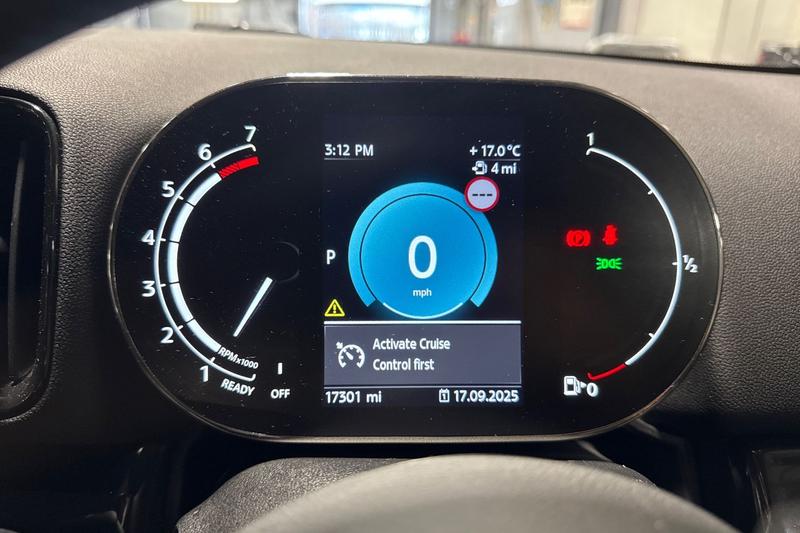 3:12 PM
+ 17.0°C
4 mi
---
7
6
5
4
3
2
1
RPMx1000
READY
OFF
P
0
mph
Activate Cruise
Control first
17301 mi
1 17.09.2025
1
1/2
0
(P)